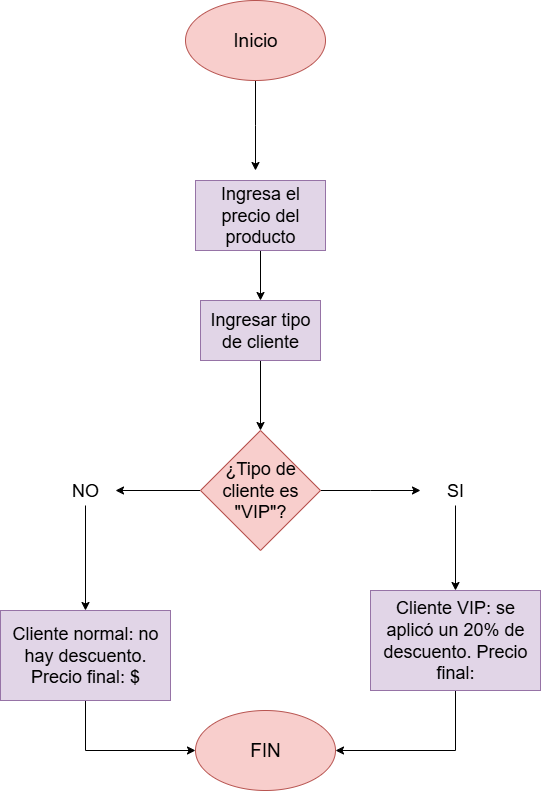 Inicio
Ingresa el
precio del
producto
Ingresar tipo
de cliente
¿Tipo de
cliente es
"VIP"?
NO
SI
Cliente normal: no
hay descuento.
Precio final: $
Cliente VIP: se
aplicó un 20% de
descuento. Precio
final:
FIN